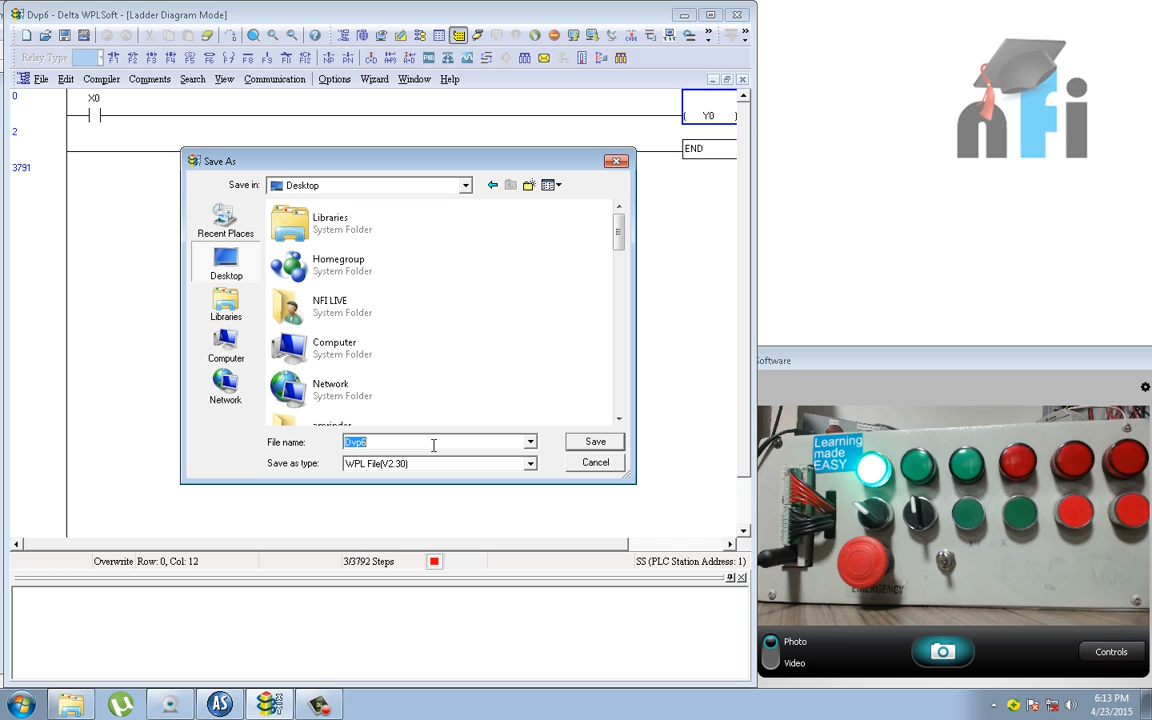 Dvp6 - Delta WPLSoft - [Ladder Diagram Mode]
Relay Type
File Edit Compiler Comments Search View Communication Options Wizard Window Help
0
X0
Y0
2
END
3791
Save As
Save in: Desktop
Recent Places
Desktop
Libraries
Computer
Network
Libraries
System Folder
Homegroup
System Folder
NFI LIVE
System Folder
Computer
System Folder
Network
System Folder
File name: Dvp6 Save
Save as type: WPL File(V2.30) Cancel
Overwrite Row: 0, Col: 12 3/3792 Steps SS (PLC Station Address: 1)
nfi
Software
Learning
made
EASY
EMERGENCY
Photo
Video
Controls
AS
6:13 PM
4/23/2015